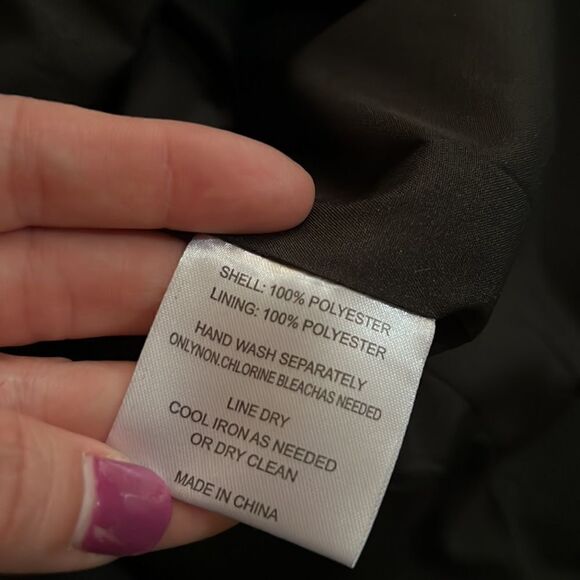 SHELL: 100% POLYESTER
LINING: 100% POLYESTER
HAND WASH SEPARATELY
ONLYNON.CHLORINE BLEACHAS NEEDED
LINE DRY
COOL IRON AS NEEDED
OR DRY CLEAN
MADE IN CHINA